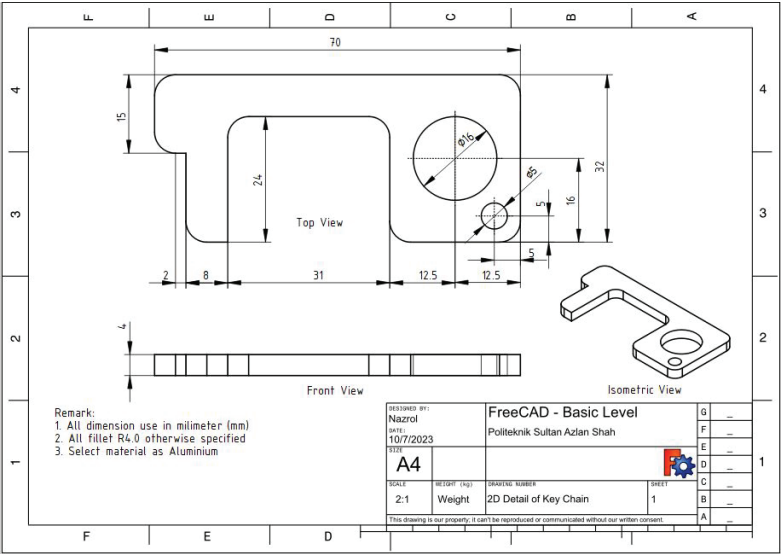 F E D C B A
70
4 4
15
24
Ø16
Ø5
32
16
5
3 3
Top View
5
2 8 31 12.5 12.5
4
2 2
Front View
Isometric View
Remark:
1. All dimension use in milimeter (mm)
2. All fillet R4.0 otherwise specified
3. Select material as Aluminium
1 1
DESIGNED BY:
Nazrol
DATE:
10/7/2023
SIZE
A4
FreeCAD - Basic Level
Politeknik Sultan Azlan Shah
G _
F _
E _
D _
C _
B _
A _
SCALE
2:1
WEIGHT (kg)
Weight
DRAWING NUMBER
2D Detail of Key Chain
SHEET
1
This drawing is our property; it can't be reproduced or communicated without our written consent.
F E D